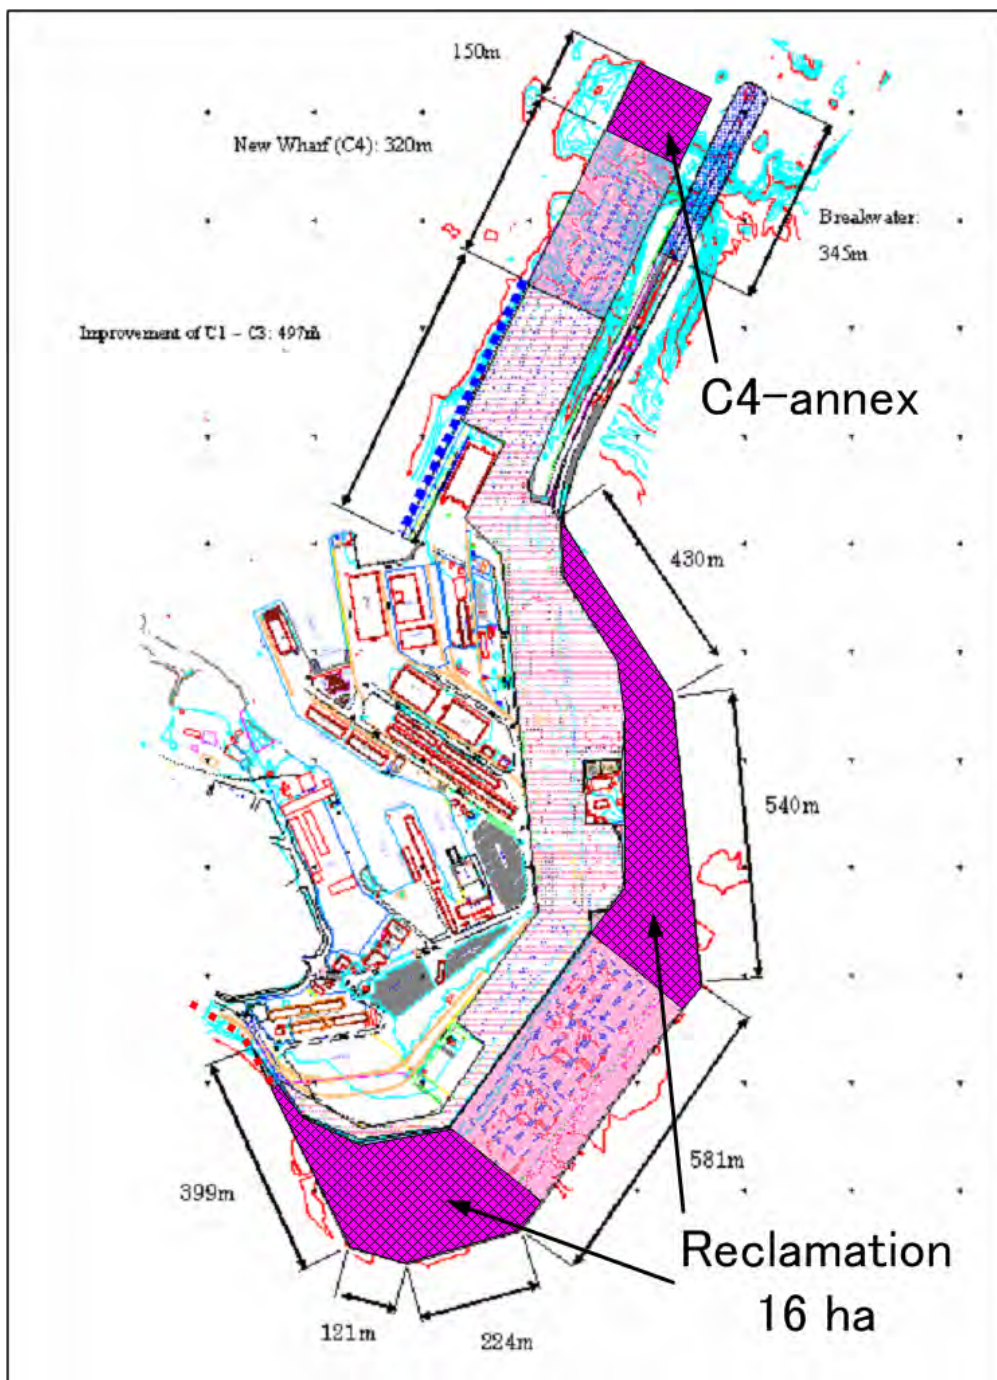 150m
New Wharf (C4): 320m
Breakwater:
345m
Improvement of C1 - C3: 497m
C4-annex
430m
540m
581m
399m
Reclamation
16 ha
121m
224m